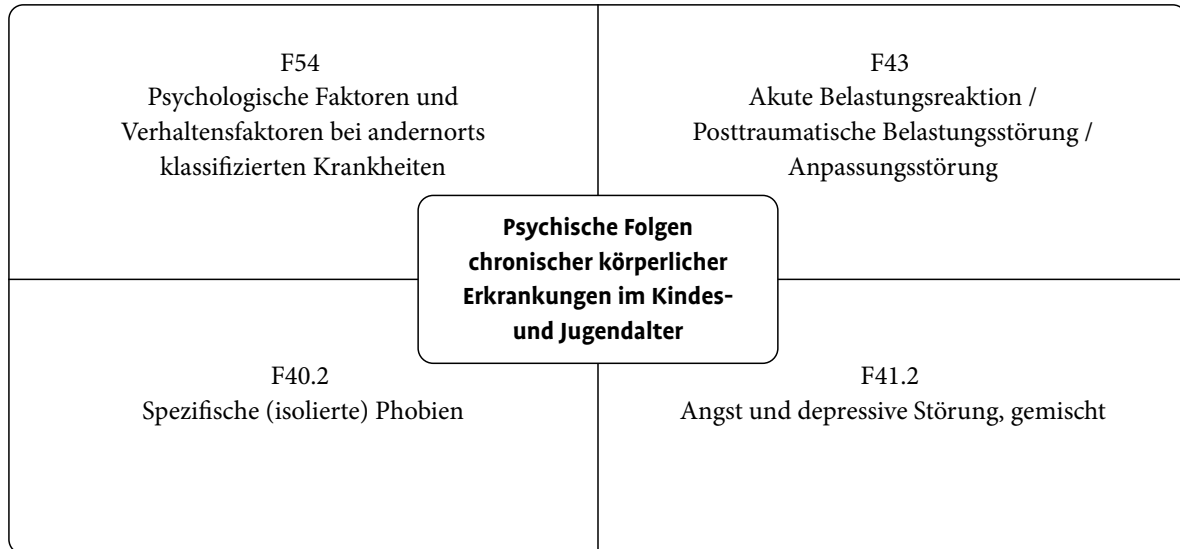 F54
Psychologische Faktoren und
Verhaltensfaktoren bei andernorts
klassifizierten Krankheiten
F43
Akute Belastungsreaktion /
Posttraumatische Belastungsstörung /
Anpassungsstörung
Psychische Folgen
chronischer körperlicher
Erkrankungen im Kindes-
und Jugendalter
F40.2
Spezifische (isolierte) Phobien
F41.2
Angst und depressive Störung, gemischt